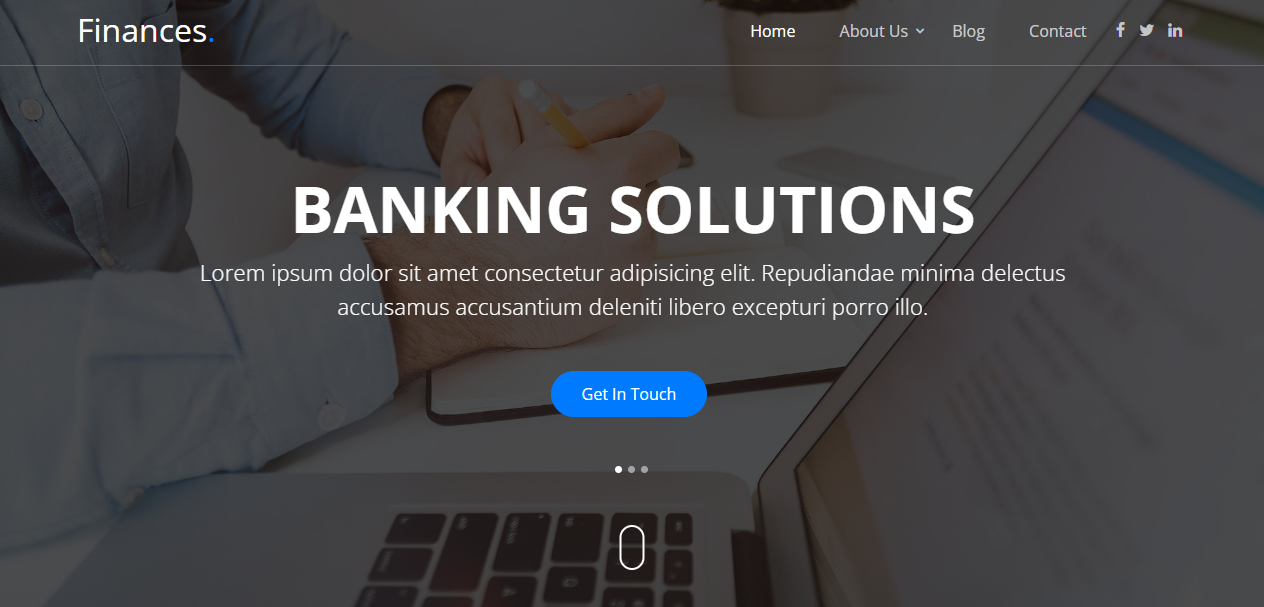 Finances.
Home About Us Blog Contact
BANKING SOLUTIONS
Lorem ipsum dolor sit amet consectetur adipisicing elit. Repudiandae minima delectus
accusamus accusantium deleniti libero excepturi porro illo.
Get In Touch